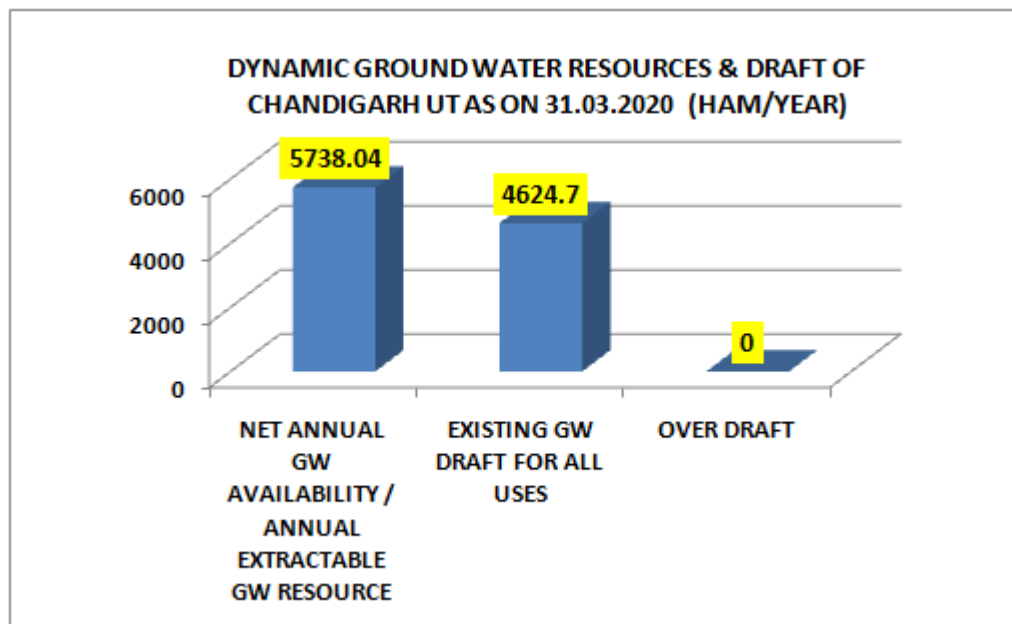 DYNAMIC GROUND WATER RESOURCES & DRAFT OF
CHANDIGARH UT AS ON 31.03.2020 (HAM/YEAR)
5738.04
4624.7
0
6000
4000
2000
0
NET ANNUAL
GW
AVAILABILITY /
ANNUAL
EXTRACTABLE
GW RESOURCE
EXISTING GW
DRAFT FOR ALL
USES
OVER DRAFT